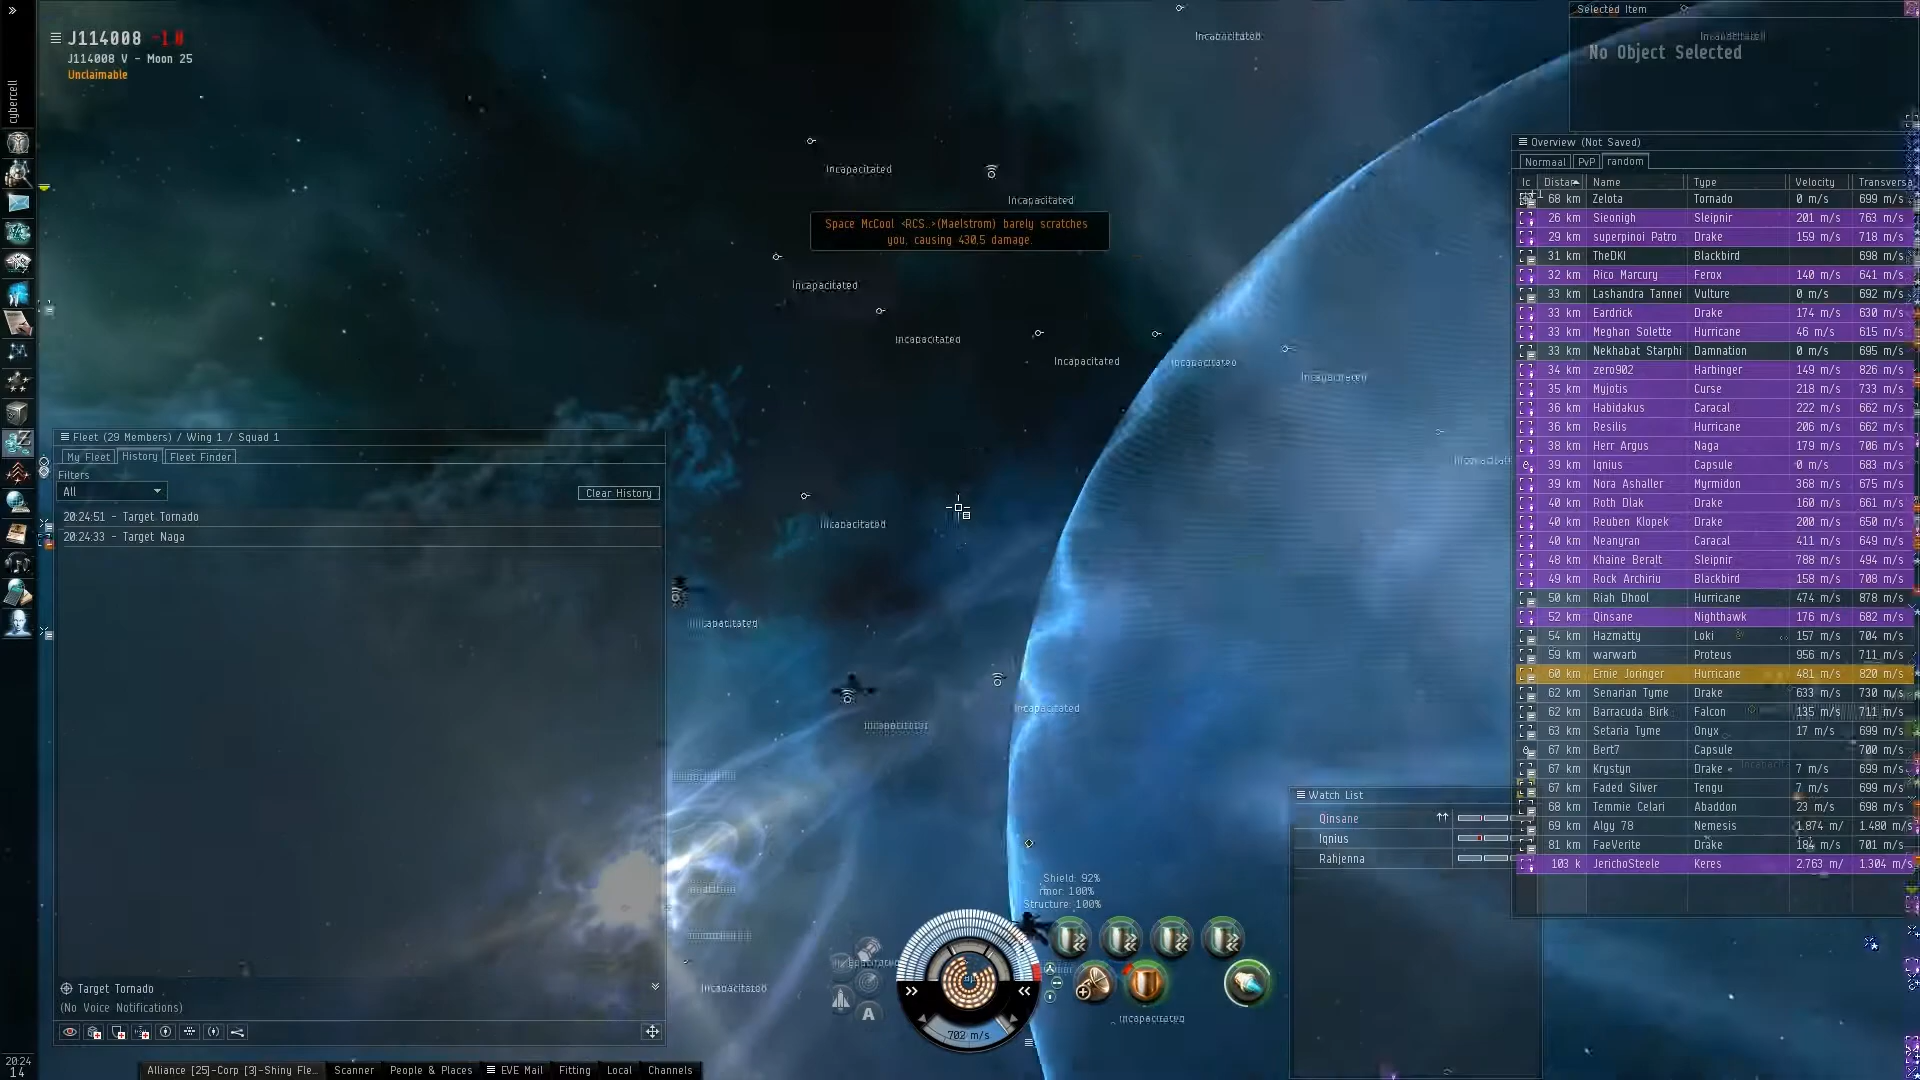 J114008 -1.0
J114008 V - Moon 25
Unclaimable
cybercell
Incapacitated
Incapacitated
Incapacitated
Space McCool <RCS..>(Maelstrom) barely scratches
you, causing 430,5 damage.
Incapacitated
Incapacitated
Incapacitated
Incapacitated
Incapacitated
Incapacitated
Incapacitated
Incapacitated
Incapacitated
Incapacitated
Selected Item
No Object Selected
Overview (Not Saved)
Normaal PvP random
Ic Distan Name Type Velocity Transversa
68 km Zelota Tornado 0 m/s 699 m/s
26 km Sieonigh Sleipnir 201 m/s 763 m/s
29 km superpinoi Patro Drake 159 m/s 718 m/s
31 km TheDKI Blackbird 698 m/s
32 km Rico Marcury Ferox 140 m/s 641 m/s
33 km Lashandra Tannei Vulture 0 m/s 692 m/s
33 km Eardrick Drake 174 m/s 630 m/s
33 km Meghan Solette Hurricane 46 m/s 615 m/s
33 km Nekhabat Starphi Damnation 0 m/s 695 m/s
34 km zero902 Harbinger 149 m/s 826 m/s
35 km Myjotis Curse 218 m/s 733 m/s
36 km Habidakus Caracal 222 m/s 662 m/s
36 km Resilis Hurricane 206 m/s 662 m/s
38 km Herr Argus Naga 179 m/s 706 m/s
39 km Iqnius Capsule 0 m/s 683 m/s
39 km Nora Ashaller Myrmidon 368 m/s 675 m/s
40 km Roth Dlak Drake 160 m/s 661 m/s
40 km Reuben Klopek Drake 200 m/s 650 m/s
40 km Neanyran Caracal 411 m/s 649 m/s
48 km Khaine Beralt Sleipnir 788 m/s 494 m/s
49 km Rock Archiriu Blackbird 158 m/s 708 m/s
50 km Riah Dhool Hurricane 474 m/s 878 m/s
52 km Qinsane Nighthawk 176 m/s 682 m/s
54 km Hazmatty Loki 157 m/s 704 m/s
59 km warwarb Proteus 956 m/s 711 m/s
60 km Ernie Joringer Hurricane 481 m/s 820 m/s
62 km Senarian Tyme Drake 633 m/s 730 m/s
62 km Barracuda Birk Falcon 135 m/s 711 m/s
63 km Setaria Tyme Onyx 17 m/s 699 m/s
67 km Bert7 Capsule 700 m/s
67 km Krystyn Drake 7 m/s 699 m/s
67 km Faded Silver Tengu 7 m/s 699 m/s
68 km Temmie Celari Abaddon 23 m/s 698 m/s
69 km Algy 78 Nemesis 1.874 m/ 1.480 m/s
81 km FaeVerite Drake 184 m/s 701 m/s
103 k JerichoSteele Keres 2.763 m/ 1.304 m/s
Fleet (29 Members) / Wing 1 / Squad 1
My Fleet History Fleet Finder
Filters
All
Clear History
20:24:51 - Target Tornado
20:24:33 - Target Naga
Target Tornado
(No Voice Notifications)
Watch List
Qinsane
Iqnius
Rahjenna
Shield: 92%
rmor: 100%
Structure: 100%
702 m/s
Incapacitated
Incapacitated
20:24
14
Alliance [25]-Corp [3]-Shiny Fle... Scanner People & Places EVE Mail Fitting Local Channels